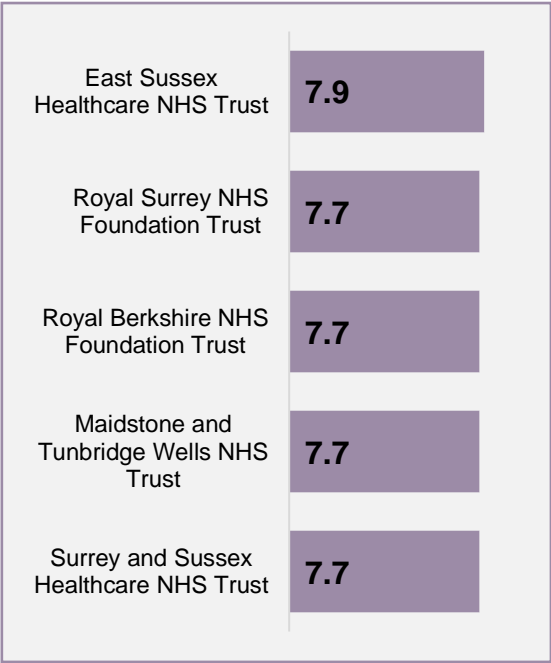 East Sussex
Healthcare NHS Trust
7.9
Royal Surrey NHS
Foundation Trust
7.7
Royal Berkshire NHS
Foundation Trust
7.7
Maidstone and
Tunbridge Wells NHS
Trust
7.7
Surrey and Sussex
Healthcare NHS Trust
7.7